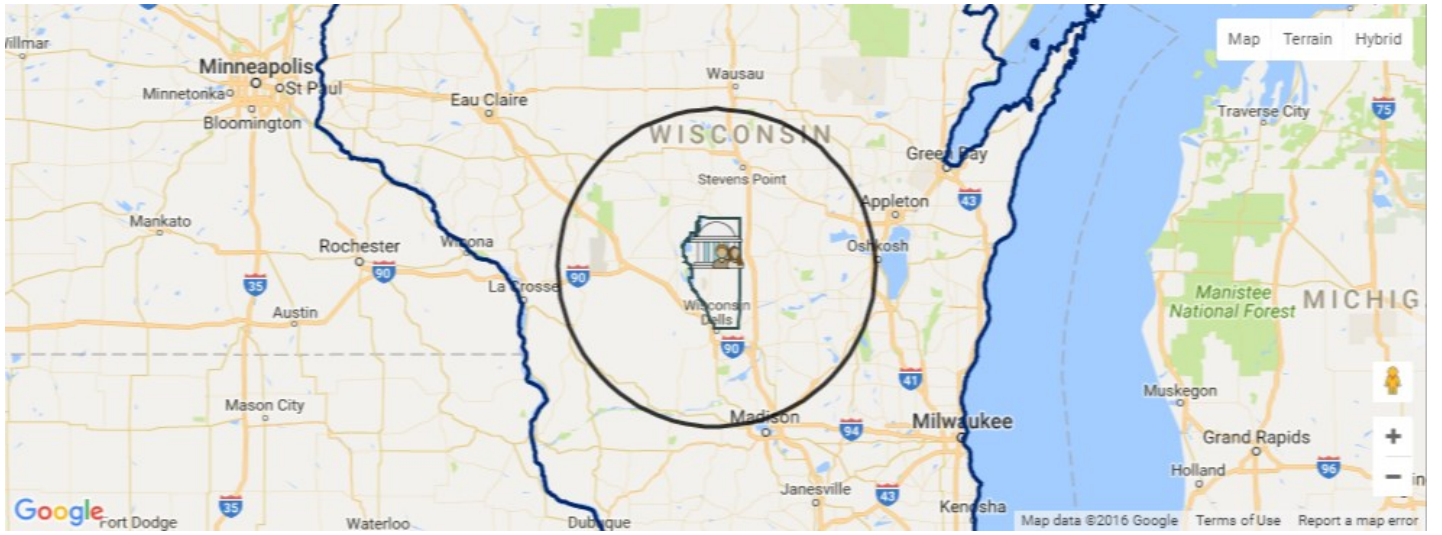 Map Terrain Hybrid
Minneapolis
Minnetonka
Bloomington
Eau Claire
Wausau
WISCONSIN
Stevens Point
Green Bay
Appleton
Oshkosh
43
Traverse City
75
Mankato
Rochester
Winona
90
90
La Crosse
35
Austin
Wisconsin
Dells
90
Manistee
National Forest
MICHIG
41
Muskegon
Mason City
Madison
94
Milwaukee
Grand Rapids
96
Holland
Janesville
43
Kenosha
35
Google
Fort Dodge
Waterloo
Dubuque
Map data ©2016 Google Terms of Use Report a map error